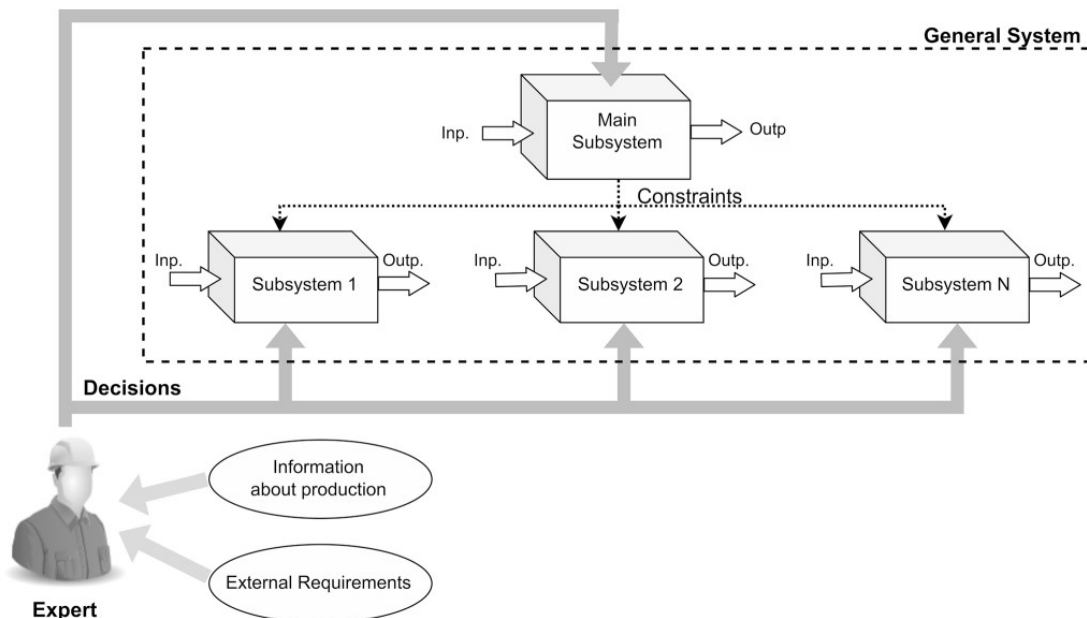 General System
Main
Subsystem
Inp.
Outp
Constraints
Inp.
Subsystem 1
Outp.
Inp.
Subsystem 2
Outp.
Inp.
Subsystem N
Outp.
Decisions
Information
about production
External Requirements
Expert